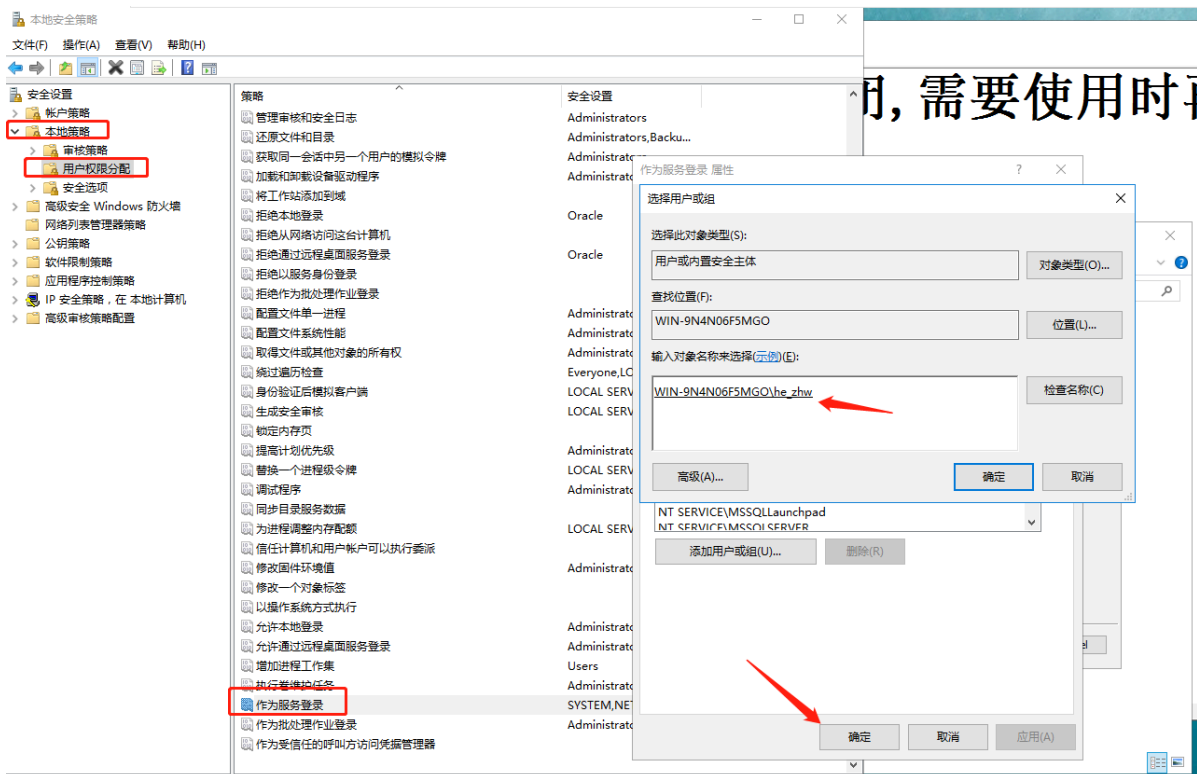 本地安全策略
文件(F) 操作(A) 查看(V) 帮助(H)
安全设置
帐户策略
本地策略
审核策略
用户权限分配
安全选项
高级安全 Windows 防火墙
网络列表管理器策略
公钥策略
软件限制策略
应用程序控制策略
IP 安全策略，在 本地计算机
高级审核策略配置
策略 安全设置
管理审核和安全日志 Administrators
还原文件和目录 Administrators,Backu...
获取同一会话中另一个用户的模拟令牌 Administrato
加载和卸载设备驱动程序 Administrato
将工作站添加到域
拒绝本地登录 Oracle
拒绝从网络访问这台计算机
拒绝通过远程桌面服务登录 Oracle
拒绝以服务身份登录
拒绝作为批处理作业登录
配置文件单一进程 Administrato
配置文件系统性能 Administrato
取得文件或其他对象的所有权 Administrato
绕过遍历检查 Everyone,LO
身份验证后模拟客户端 LOCAL SERV
生成安全审核 LOCAL SERV
锁定内存页
提高计划优先级 Administrato
替换一个进程级令牌 LOCAL SERV
调试程序 Administrato
同步目录服务数据
为进程调整内存配额 LOCAL SERV
信任计算机和用户帐户可以执行委派
修改固件环境值 Administrato
修改一个对象标签
以操作系统方式执行
允许本地登录 Administrato
允许通过远程桌面服务登录 Administrato
增加进程工作集 Users
执行卷维护任务 Administrato
作为服务登录 SYSTEM,NET
作为批处理作业登录 Administrato
作为受信任的呼叫方访问凭据管理器
闭, 需要使用时再
作为服务登录 属性 ?
选择用户或组
选择此对象类型(S):
用户或内置安全主体 对象类型(O)...
查找位置(F):
WIN-9N4N06F5MGO 位置(L)...
输入对象名称来选择(示例)(E):
WIN-9N4N06F5MGO\he_zhw 检查名称(C)
高级(A)... 确定 取消
NT SERVICE\MSSQLLaunchpad
NT SERVICE\MSSQLSERVER
添加用户或组(U)... 删除(R)
el
确定 取消 应用(A)